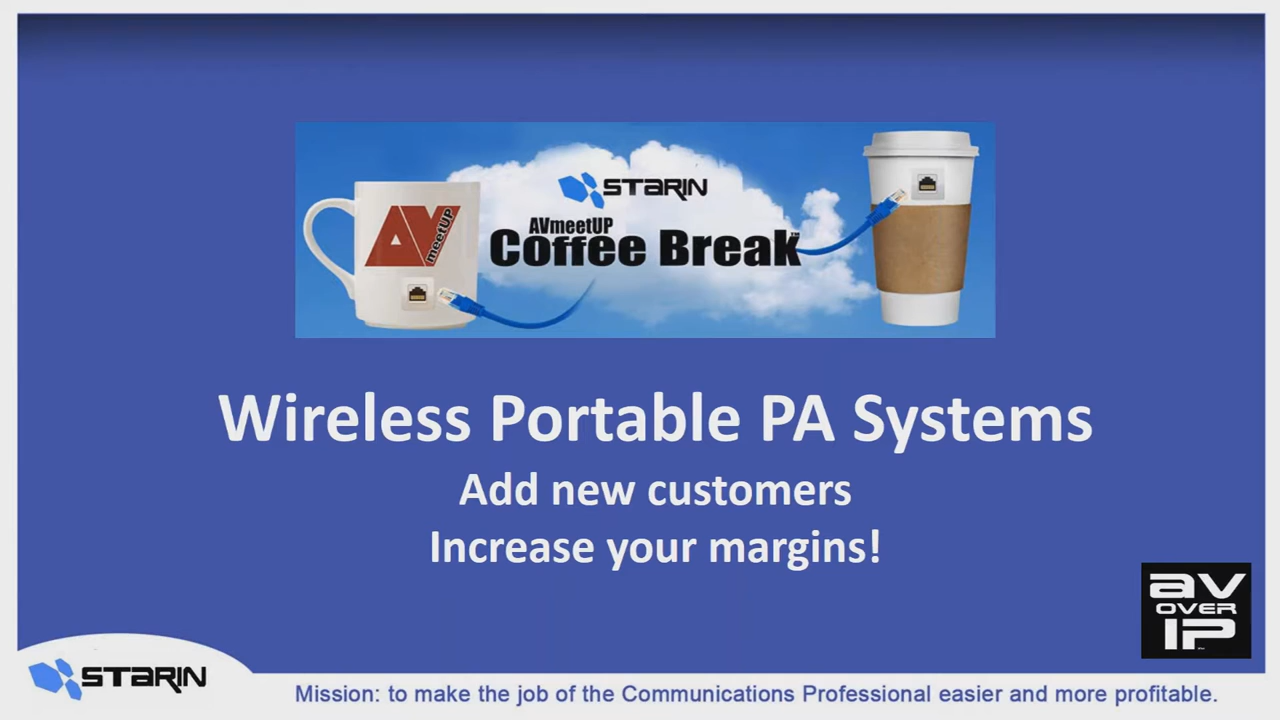 STARIN
AV meetUP
AVmeetUP
Coffee Break™
Wireless Portable PA Systems
Add new customers
Increase your margins!
AV
OVER
IP
STARIN
Mission: to make the job of the Communications Professional easier and more profitable.